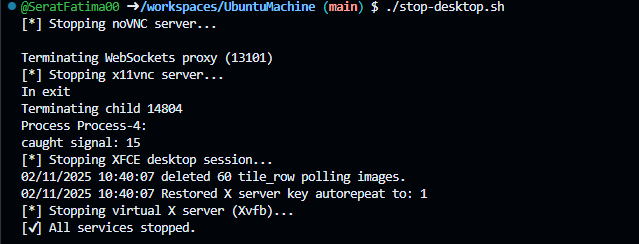 @SeratFatima00 ➜/workspaces/UbuntuMachine (main) $ ./stop-desktop.sh
[*] Stopping noVNC server...
Terminating WebSockets proxy (13101)
[*] Stopping x11vnc server...
In exit
Terminating child 14804
Process Process-4:
caught signal: 15
[*] Stopping XFCE desktop session...
02/11/2025 10:40:07 deleted 60 tile_row polling images.
02/11/2025 10:40:07 Restored X server key autorepeat to: 1
[*] Stopping virtual X server (Xvfb)...
[✔] All services stopped.